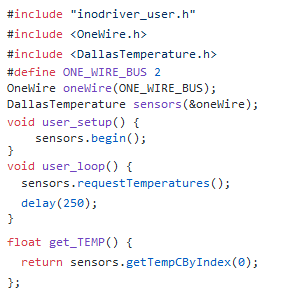 #include "inodriver_user.h"
#include <OneWire.h>
#include <DallasTemperature.h>
#define ONE_WIRE_BUS 2
OneWire oneWire(ONE_WIRE_BUS);
DallasTemperature sensors(&oneWire);
void user_setup() {
    sensors.begin();
}
void user_loop() {
  sensors.requestTemperatures();
  delay(250);
}
float get_TEMP() {
  return sensors.getTempCByIndex(0);
};